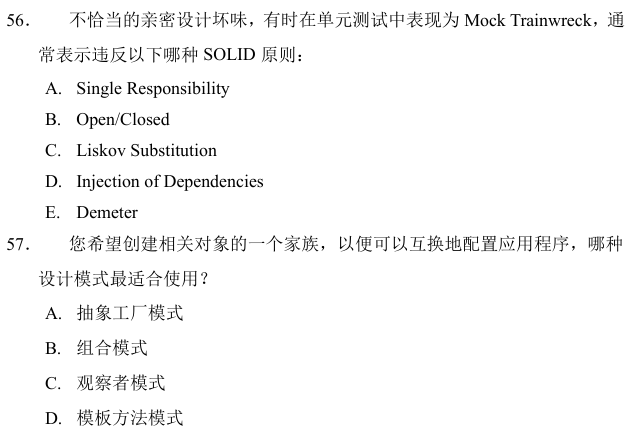 56. 不恰当的亲密设计坏味，有时在单元测试中表现为 Mock Trainwreck，通
常表示违反以下哪种 SOLID 原则：
A. Single Responsibility
B. Open/Closed
C. Liskov Substitution
D. Injection of Dependencies
E. Demeter
57. 您希望创建相关对象的一个家族，以便可以互换地配置应用程序，哪种
设计模式最适合使用？
A. 抽象工厂模式
B. 组合模式
C. 观察者模式
D. 模板方法模式